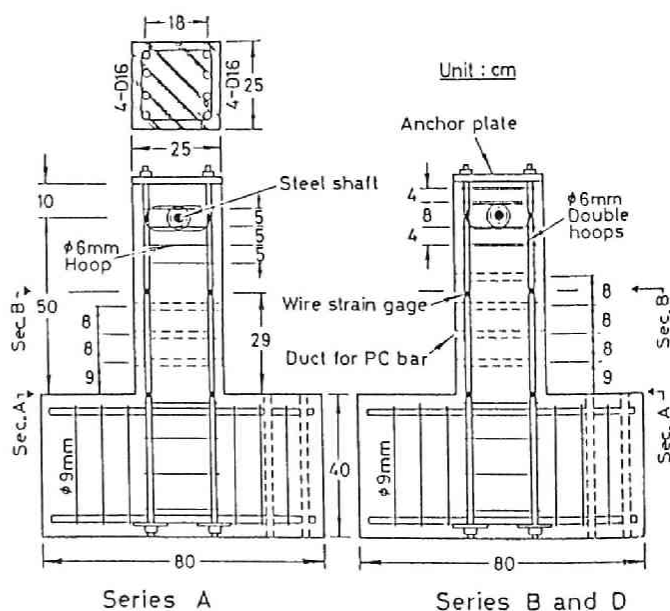 18
4-D16
4-D16
25
25
Unit : cm
Anchor plate
10
Steel shaft
5
5
5
φ6mm
Hoop
50
Sec.B
8
8
9
29
Sec.A
φ9mm
40
80
Series A
4
8
4
φ6mm
Double
hoops
Wire strain gage
Duct for PC bar
8
8
9
Sec. B
Sec. A
φ9mm
80
Series B and D